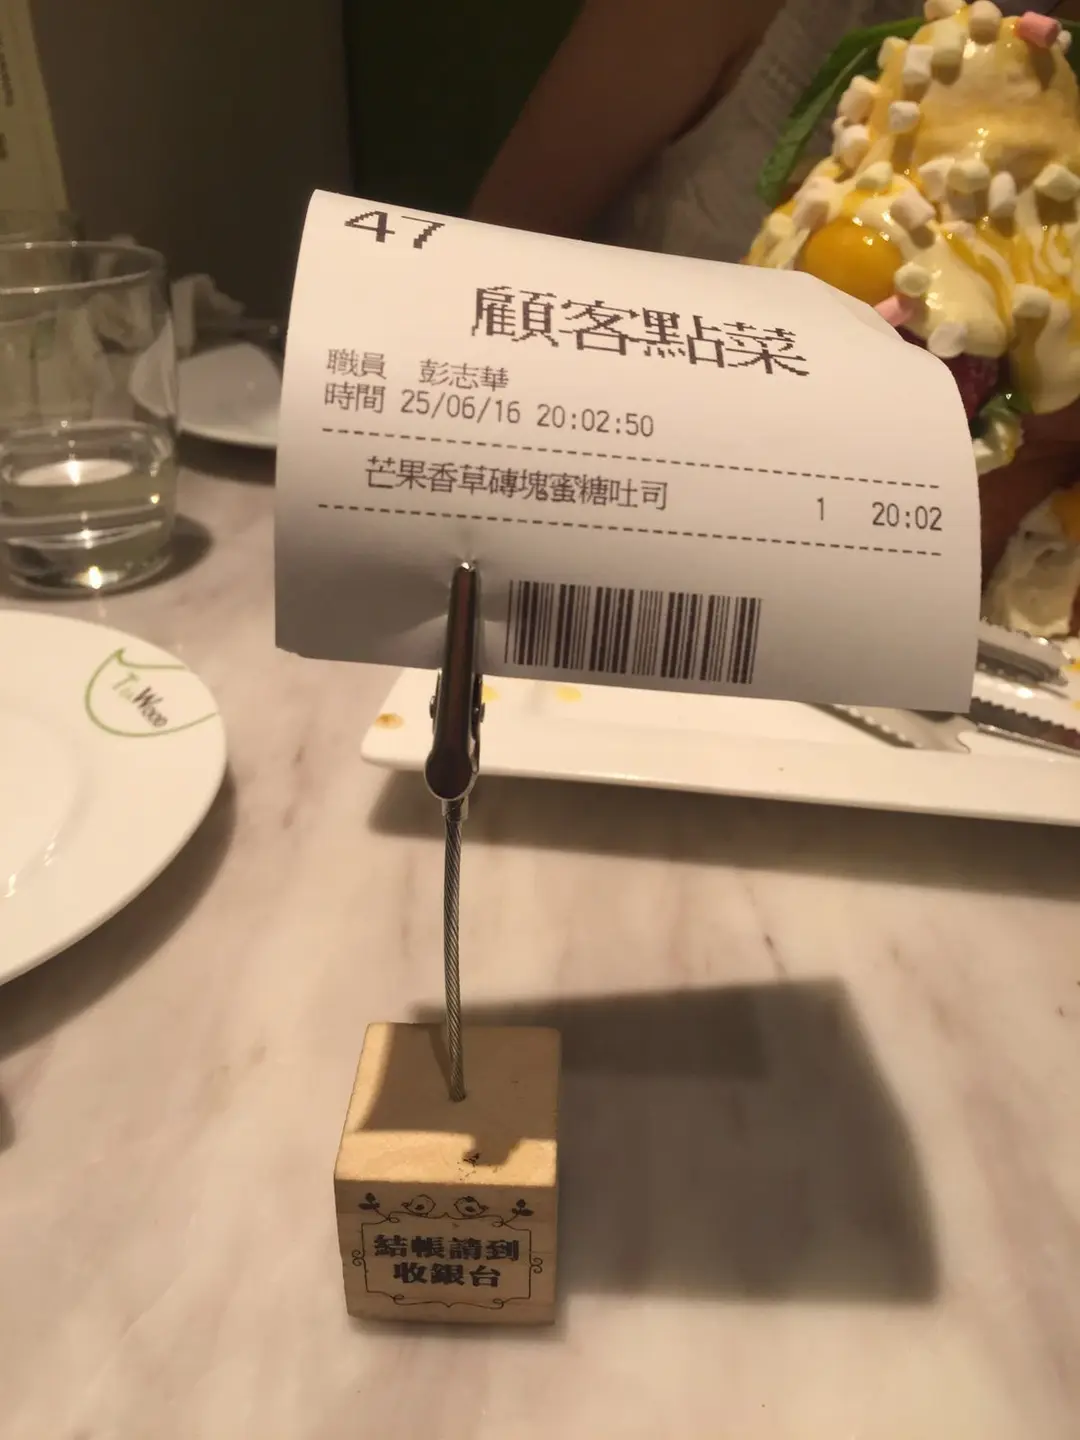 47
顧客點菜
職員 彭志華
時間 25/06/16 20:02:50
芒果香草磚塊蜜糖吐司 1 20:02
TeaWood
結帳請到
收銀台